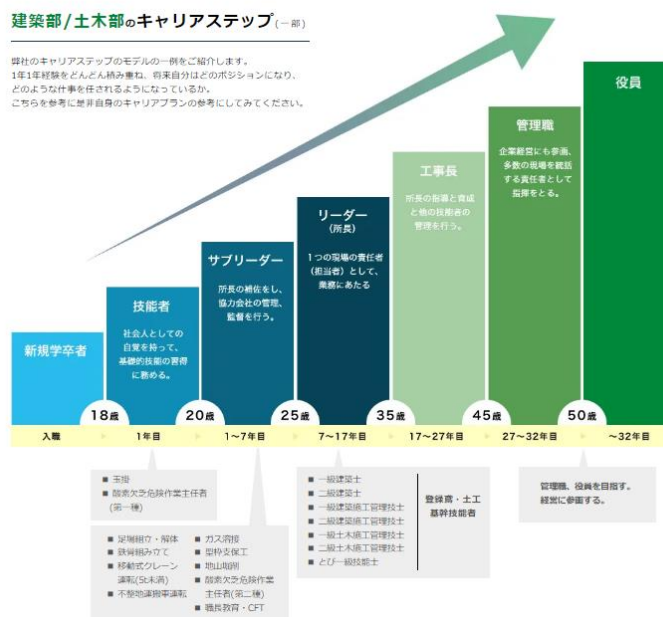 建築部/土木部のキャリアステップ(一部)
弊社のキャリアステップのモデルの一例をご紹介します。
1年1年経験をどんどん積み重ね、将来自分はどのポジションになり、
どのような仕事を任されるようになっているか。
こちらを参考に是非自身のキャリアプランの参考にしてみてください。
新規学卒者
技能者
社会人としての
自覚を持って、
基礎的技能の習得
に務める。
サブリーダー
所長の補佐をし、
協力会社の管理、
監督を行う。
リーダー
(所長)
1つの現場の責任者
(担当者)として、
業務にあたる
工事長
所長の指導と育成
と他の技能者の
管理を行う。
管理職
企業経営にも参画、
多数の現場を統括
する責任者として
指揮をとる。
役員
18歳
20歳
25歳
35歳
45歳
50歳
入職
1年目
1〜7年目
7〜17年目
17〜27年目
27〜32年目
〜32年目
■ 玉掛
■ 酸素欠乏危険作業主任者
(第一種)
■ 足場組立・解体
■ 鉄骨組み立て
■ 移動式クレーン
運転(5t未満)
■ 不整地運搬車運転
■ ガス溶接
■ 型枠支保工
■ 地山掘削
■ 酸素欠乏危険作業
主任者(第二種)
■ 職長教育・CFT
■ 一級建築士
■ 二級建築士
■ 一級建築施工管理技士
■ 二級建築施工管理技士
■ 一級土木施工管理技士
■ 二級土木施工管理技士
■ とび一級技能士
登録鳶・土工
基幹技能者
管理職、役員を目指す。
経営に参画する。